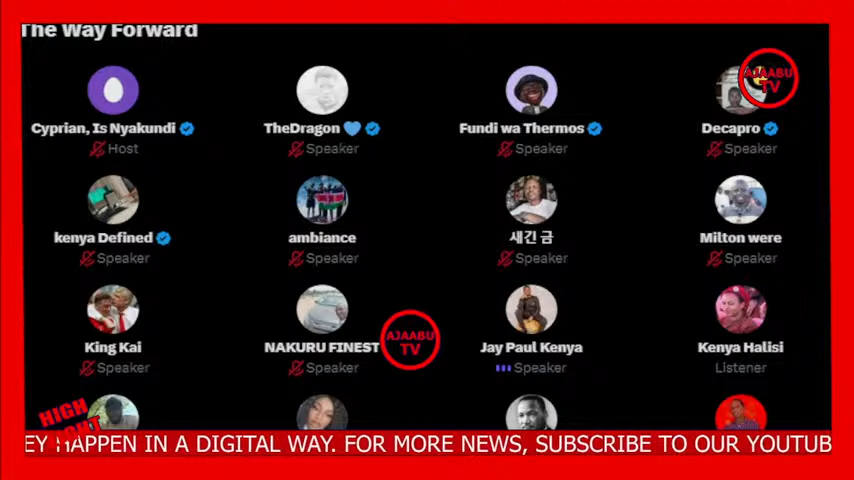 The Way Forward
AJAABU
TV
Cyprian, Is Nyakundi
TheDragon 💙
Fundi wa Thermos
Decapro
Host
Speaker
Speaker
Speaker
kenya Defined
ambiance
새긴 금
Milton were
Speaker
Speaker
Speaker
Speaker
King Kai
NAKURU FINEST
AJAABU
TV
Jay Paul Kenya
Kenya Halisi
Speaker
Speaker
Speaker
Listener
HIGH
EY HAPPEN IN A DIGITAL WAY. FOR MORE NEWS, SUBSCRIBE TO OUR YOUTUB